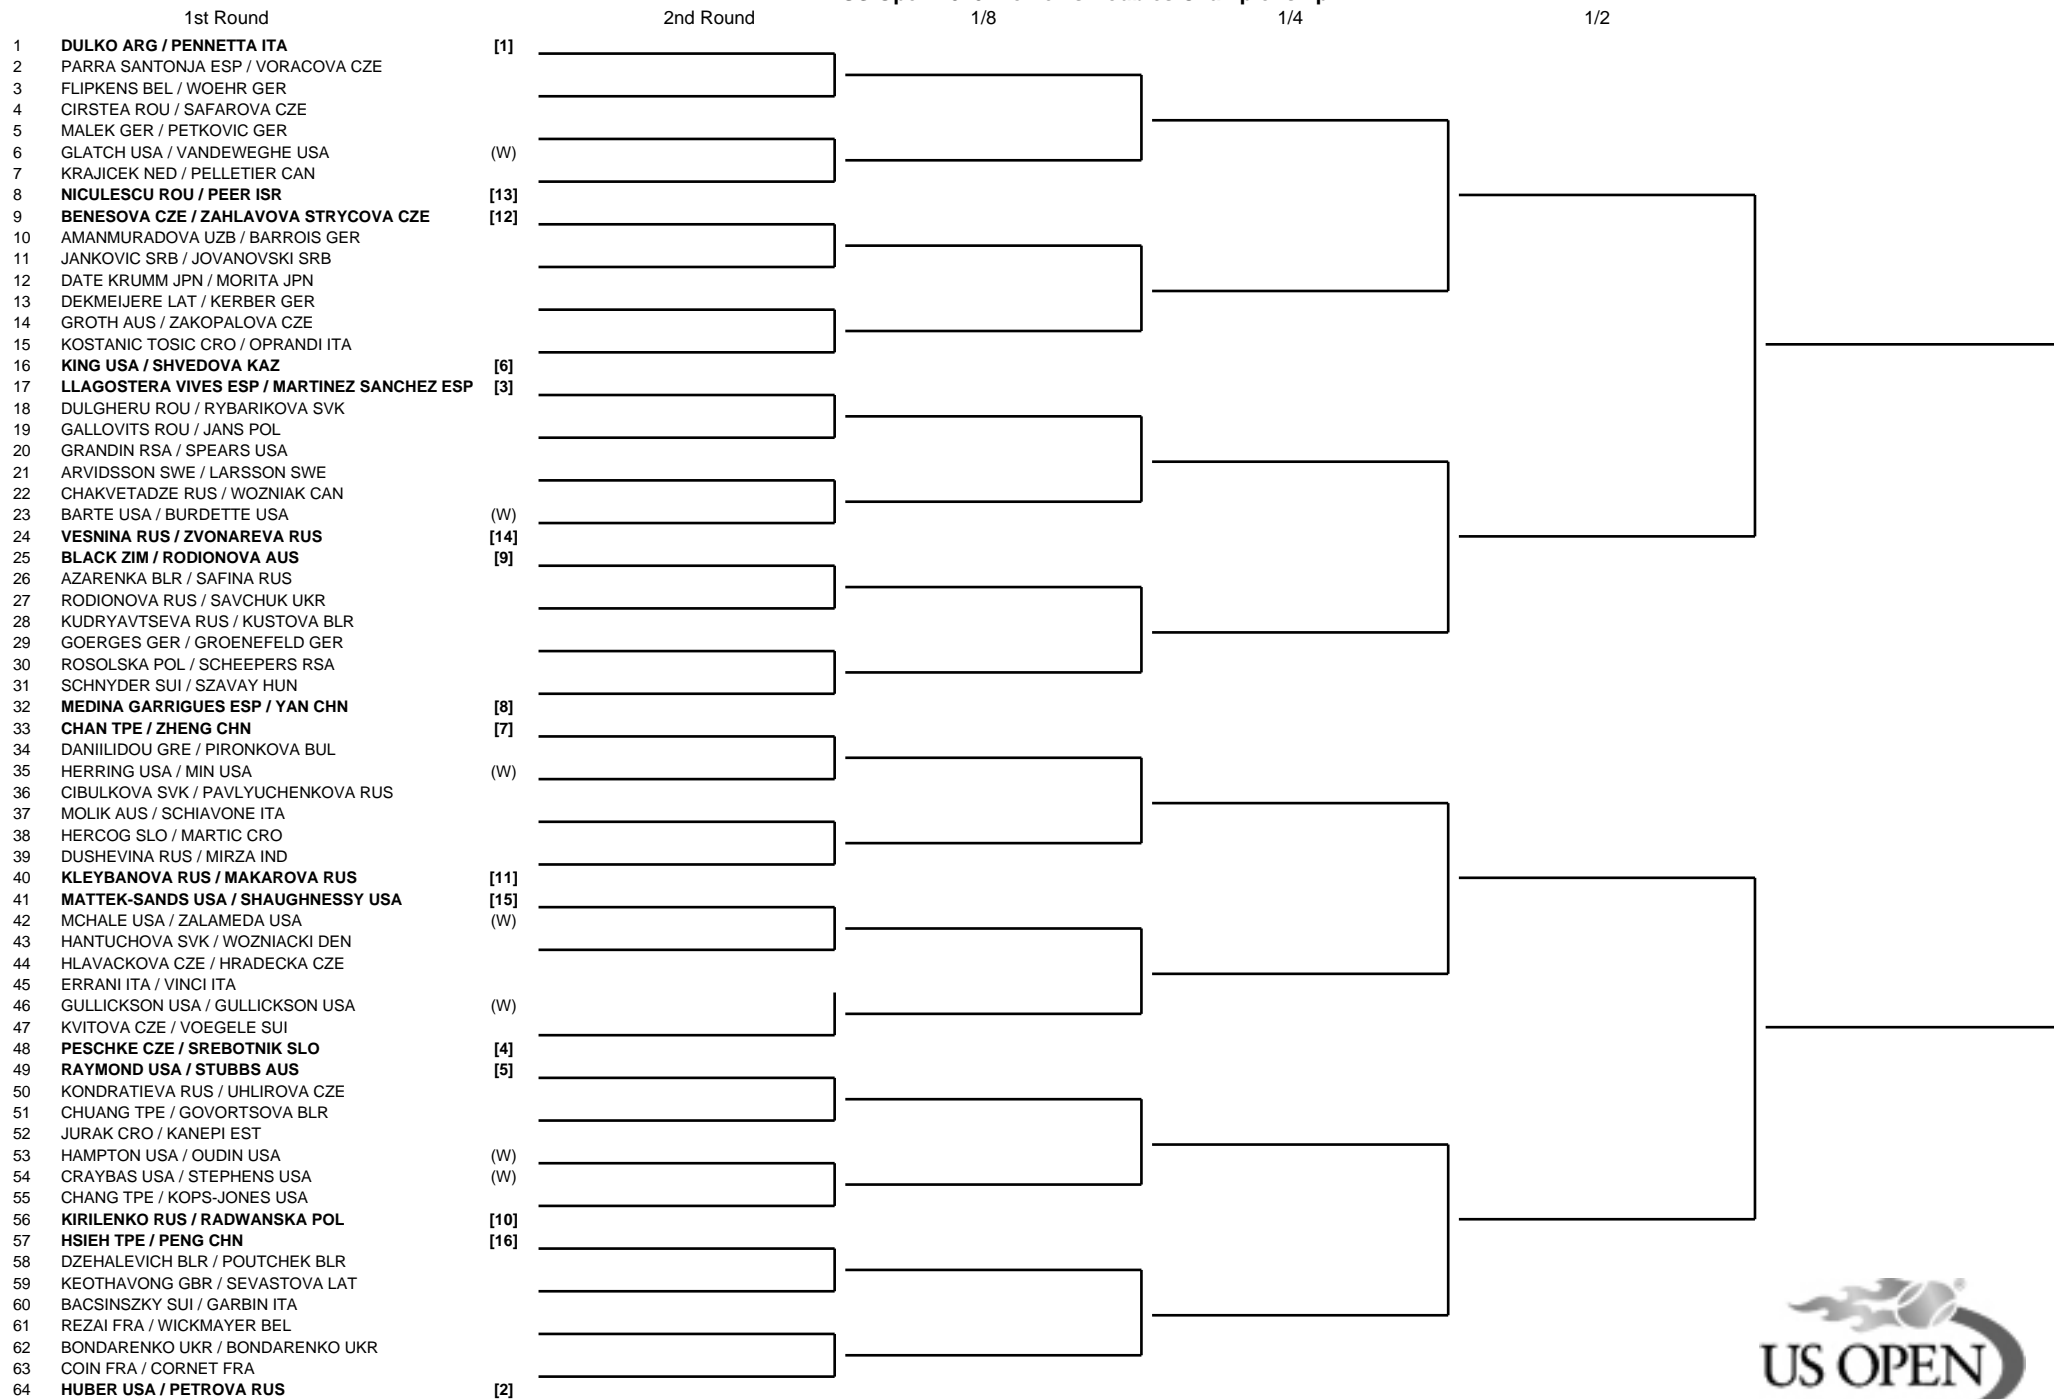 1st Round 2nd Round 1/8 1/4 1/2
1 DULKO ARG / PENNETTA ITA [1]
2 PARRA SANTONJA ESP / VORACOVA CZE
3 FLIPKENS BEL / WOEHR GER
4 CIRSTEA ROU / SAFAROVA CZE
5 MALEK GER / PETKOVIC GER
6 GLATCH USA / VANDEWEGHE USA (W)
7 KRAJICEK NED / PELLETIER CAN
8 NICULESCU ROU / PEER ISR [13]
9 BENESOVA CZE / ZAHLAVOVA STRYCOVA CZE [12]
10 AMANMURADOVA UZB / BARROIS GER
11 JANKOVIC SRB / JOVANOVSKI SRB
12 DATE KRUMM JPN / MORITA JPN
13 DEKMEIJERE LAT / KERBER GER
14 GROTH AUS / ZAKOPALOVA CZE
15 KOSTANIC TOSIC CRO / OPRANDI ITA
16 KING USA / SHVEDOVA KAZ [6]
17 LLAGOSTERA VIVES ESP / MARTINEZ SANCHEZ ESP [3]
18 DULGHERU ROU / RYBARIKOVA SVK
19 GALLOVITS ROU / JANS POL
20 GRANDIN RSA / SPEARS USA
21 ARVIDSSON SWE / LARSSON SWE
22 CHAKVETADZE RUS / WOZNIAK CAN
23 BARTE USA / BURDETTE USA (W)
24 VESNINA RUS / ZVONAREVA RUS [14]
25 BLACK ZIM / RODIONOVA AUS [9]
26 AZARENKA BLR / SAFINA RUS
27 RODIONOVA RUS / SAVCHUK UKR
28 KUDRYAVTSEVA RUS / KUSTOVA BLR
29 GOERGES GER / GROENEFELD GER
30 ROSOLSKA POL / SCHEEPERS RSA
31 SCHNYDER SUI / SZAVAY HUN
32 MEDINA GARRIGUES ESP / YAN CHN [8]
33 CHAN TPE / ZHENG CHN [7]
34 DANIILIDOU GRE / PIRONKOVA BUL
35 HERRING USA / MIN USA (W)
36 CIBULKOVA SVK / PAVLYUCHENKOVA RUS
37 MOLIK AUS / SCHIAVONE ITA
38 HERCOG SLO / MARTIC CRO
39 DUSHEVINA RUS / MIRZA IND
40 KLEYBANOVA RUS / MAKAROVA RUS [11]
41 MATTEK-SANDS USA / SHAUGHNESSY USA [15]
42 MCHALE USA / ZALAMEDA USA (W)
43 HANTUCHOVA SVK / WOZNIACKI DEN
44 HLAVACKOVA CZE / HRADECKA CZE
45 ERRANI ITA / VINCI ITA
46 GULLICKSON USA / GULLICKSON USA (W)
47 KVITOVA CZE / VOEGELE SUI
48 PESCHKE CZE / SREBOTNIK SLO [4]
49 RAYMOND USA / STUBBS AUS [5]
50 KONDRATIEVA RUS / UHLIROVA CZE
51 CHUANG TPE / GOVORTSOVA BLR
52 JURAK CRO / KANEPI EST
53 HAMPTON USA / OUDIN USA (W)
54 CRAYBAS USA / STEPHENS USA (W)
55 CHANG TPE / KOPS-JONES USA
56 KIRILENKO RUS / RADWANSKA POL [10]
57 HSIEH TPE / PENG CHN [16]
58 DZEHALEVICH BLR / POUTCHEK BLR
59 KEOTHAVONG GBR / SEVASTOVA LAT
60 BACSINSZKY SUI / GARBIN ITA
61 REZAI FRA / WICKMAYER BEL
62 BONDARENKO UKR / BONDARENKO UKR
63 COIN FRA / CORNET FRA
64 HUBER USA / PETROVA RUS [2]
US OPEN